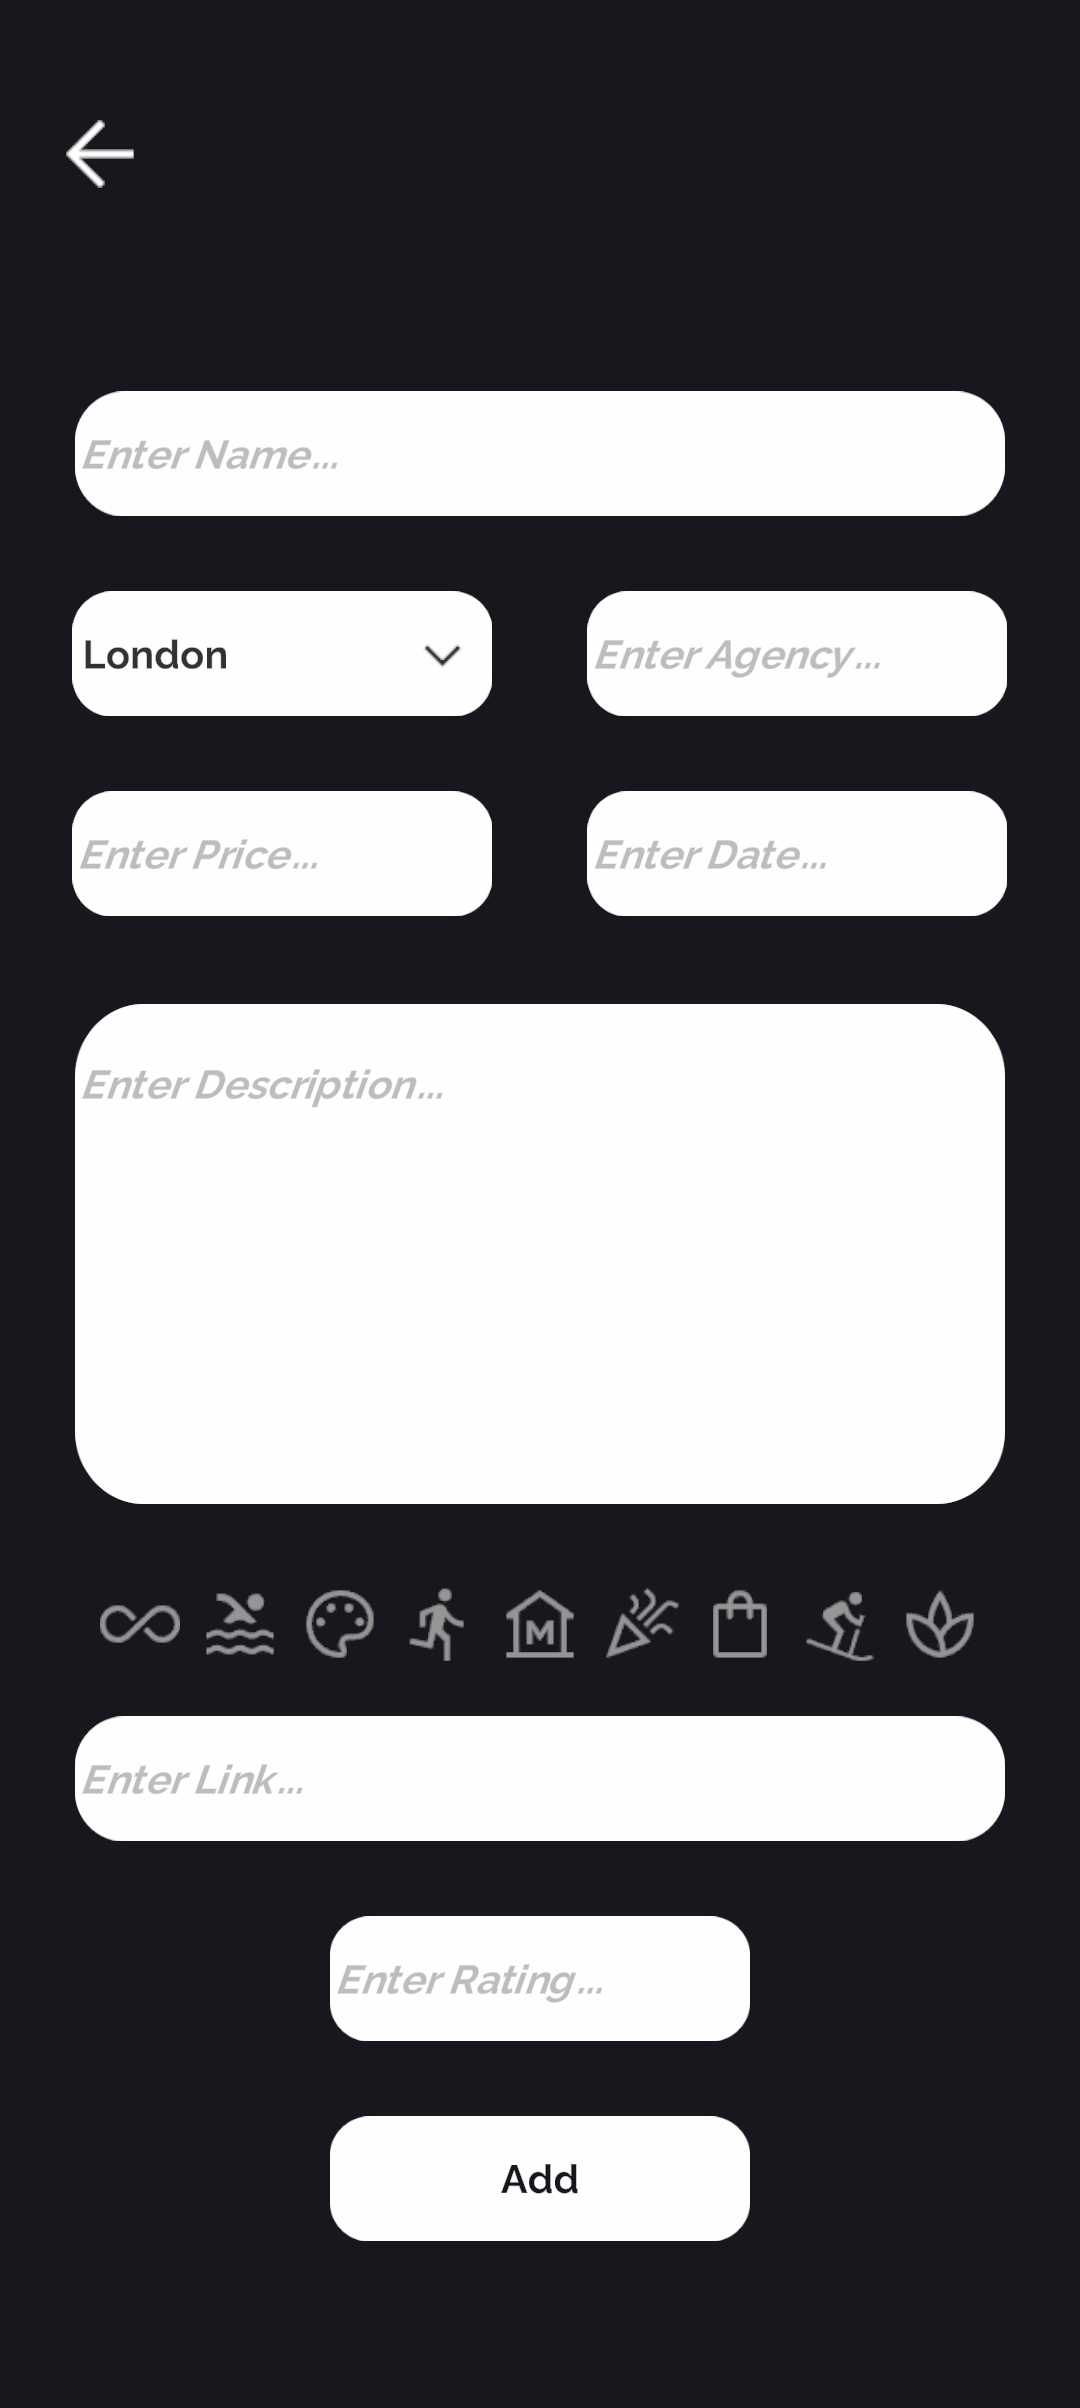 Enter Name...
London
Enter Agency...
Enter Price...
Enter Date...
Enter Description...
M
Enter Link...
Enter Rating...
Add